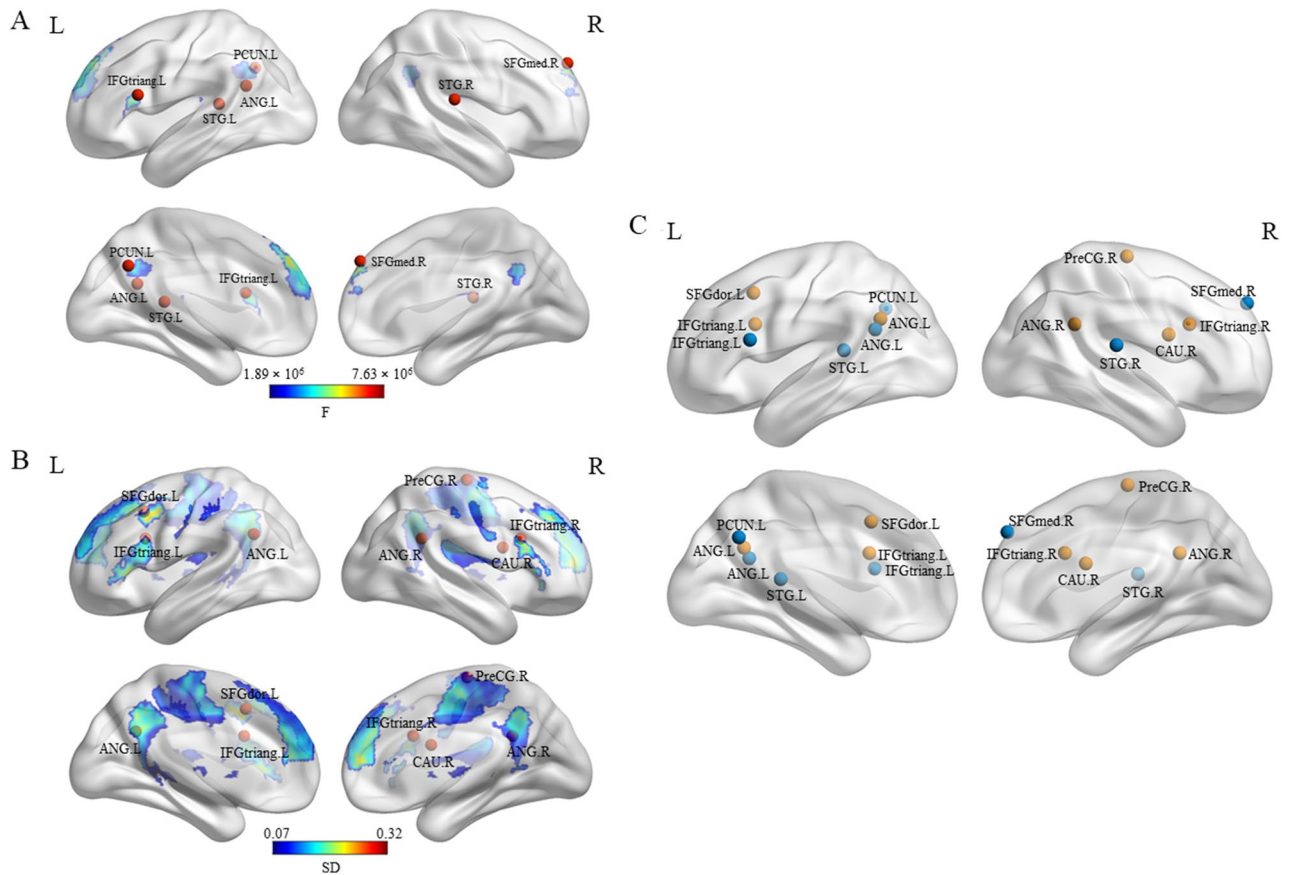 A
L
R
PCUN.L
IFGtriang.L
ANG.L
STG.L
SFGmed.R
STG.R
PCUN.L
ANG.L
STG.L
IFGtriang.L
SFGmed.R
STG.R
1.89 × 10⁶ 7.63 × 10⁶
F
B
L
R
SFGdor.L
IFGtriang.L
ANG.L
PreCG.R
IFGtriang.R
ANG.R
CAU.R
SFGdor.L
ANG.L
IFGtriang.L
PreCG.R
IFGtriang.R
CAU.R
ANG.R
0.07 0.32
SD
C
L
R
SFGdor.L
PCUN.L
IFGtriang.L
ANG.L
IFGtriang.L
ANG.L
STG.L
PreCG.R
SFGmed.R
ANG.R
IFGtriang.R
CAU.R
STG.R
PCUN.L
SFGdor.L
ANG.L
IFGtriang.L
ANG.L
IFGtriang.L
STG.L
PreCG.R
SFGmed.R
IFGtriang.R
ANG.R
CAU.R
STG.R